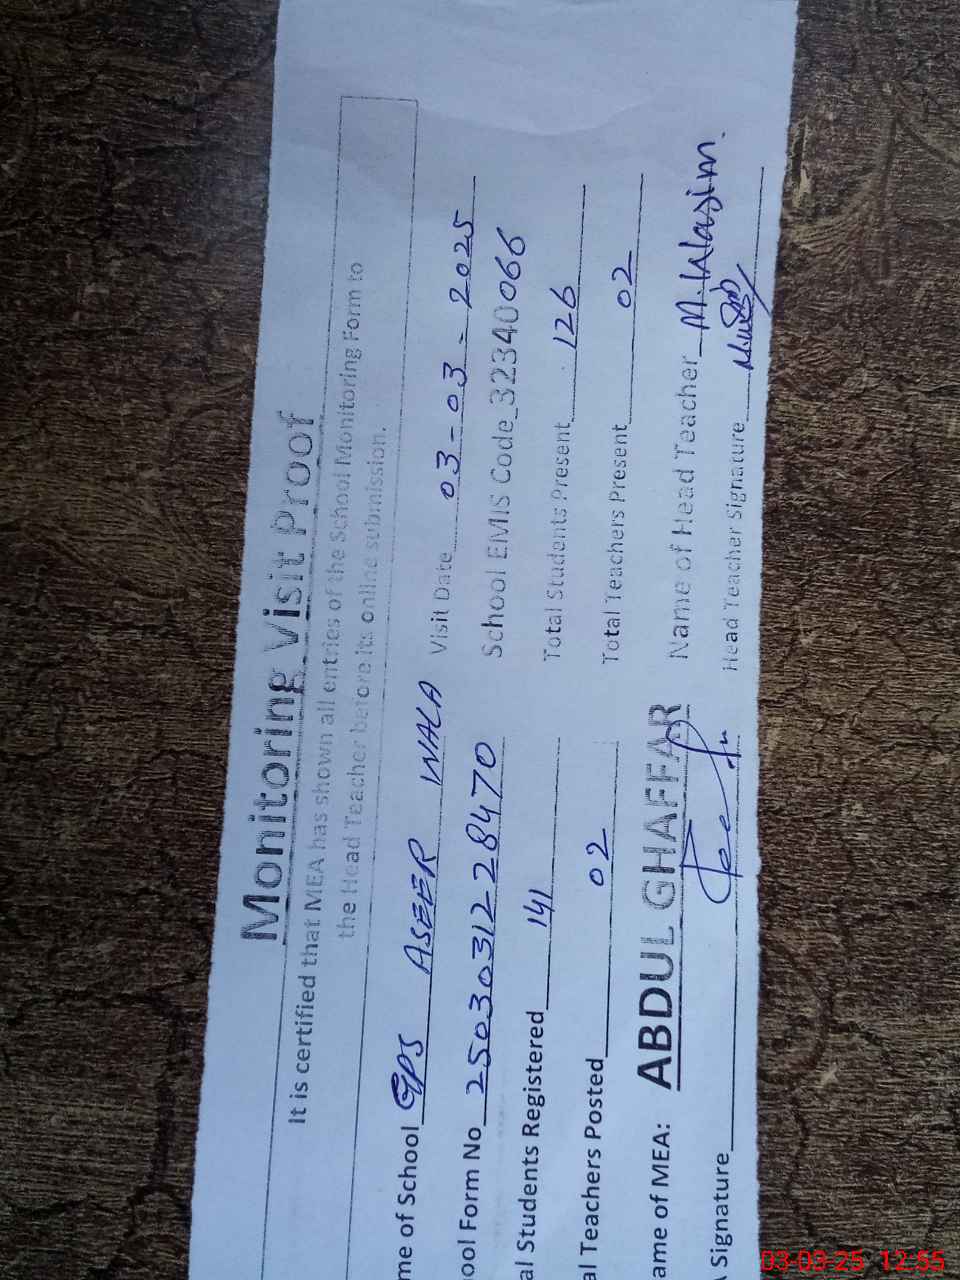 Monitoring Visit Proof
It is certified that MEA has shown all entries of the School Monitoring Form to
the Head Teacher before its online submission.
me of School GPS ASEER WALA Visit Date 03-03-2025
ool Form No 2503031228470 School EMIS Code 32340066
al Students Registered 141 Total Students Present 126
al Teachers Posted 02 Total Teachers Present 02
ame of MEA: ABDUL GHAFFAR Name of Head Teacher M.Wasim.
Signature Head Teacher Signature
03-03-25 12:55